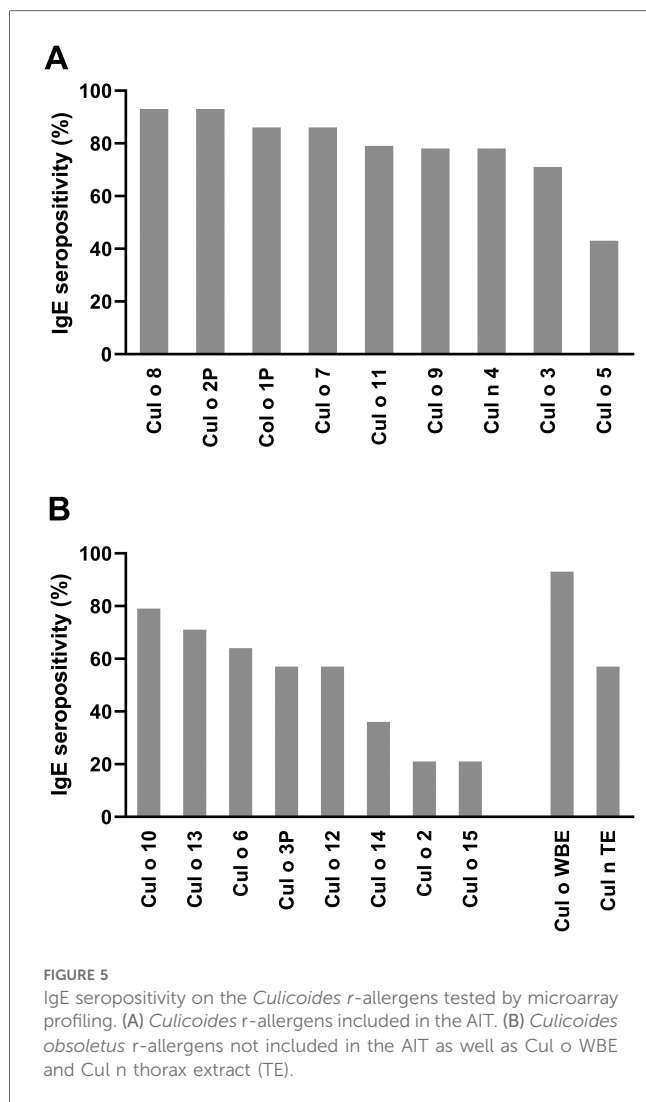 A
IgE seropositivity (%)
100
80
60
40
20
0
Cul o 8
Cul o 2P
Col o 1P
Cul o 7
Cul o 11
Cul o 9
Cul n 4
Cul o 3
Cul o 5
B
IgE seropositivity (%)
100
80
60
40
20
0
Cul o 10
Cul o 13
Cul o 6
Cul o 3P
Cul o 12
Cul o 14
Cul o 2
Cul o 15
Cul o WBE
Cul n TE
FIGURE 5
IgE seropositivity on the Culicoides r-allergens tested by microarray
profiling. (A) Culicoides r-allergens included in the AIT. (B) Culicoides
obsoletus r-allergens not included in the AIT as well as Cul o WBE
and Cul n thorax extract (TE).